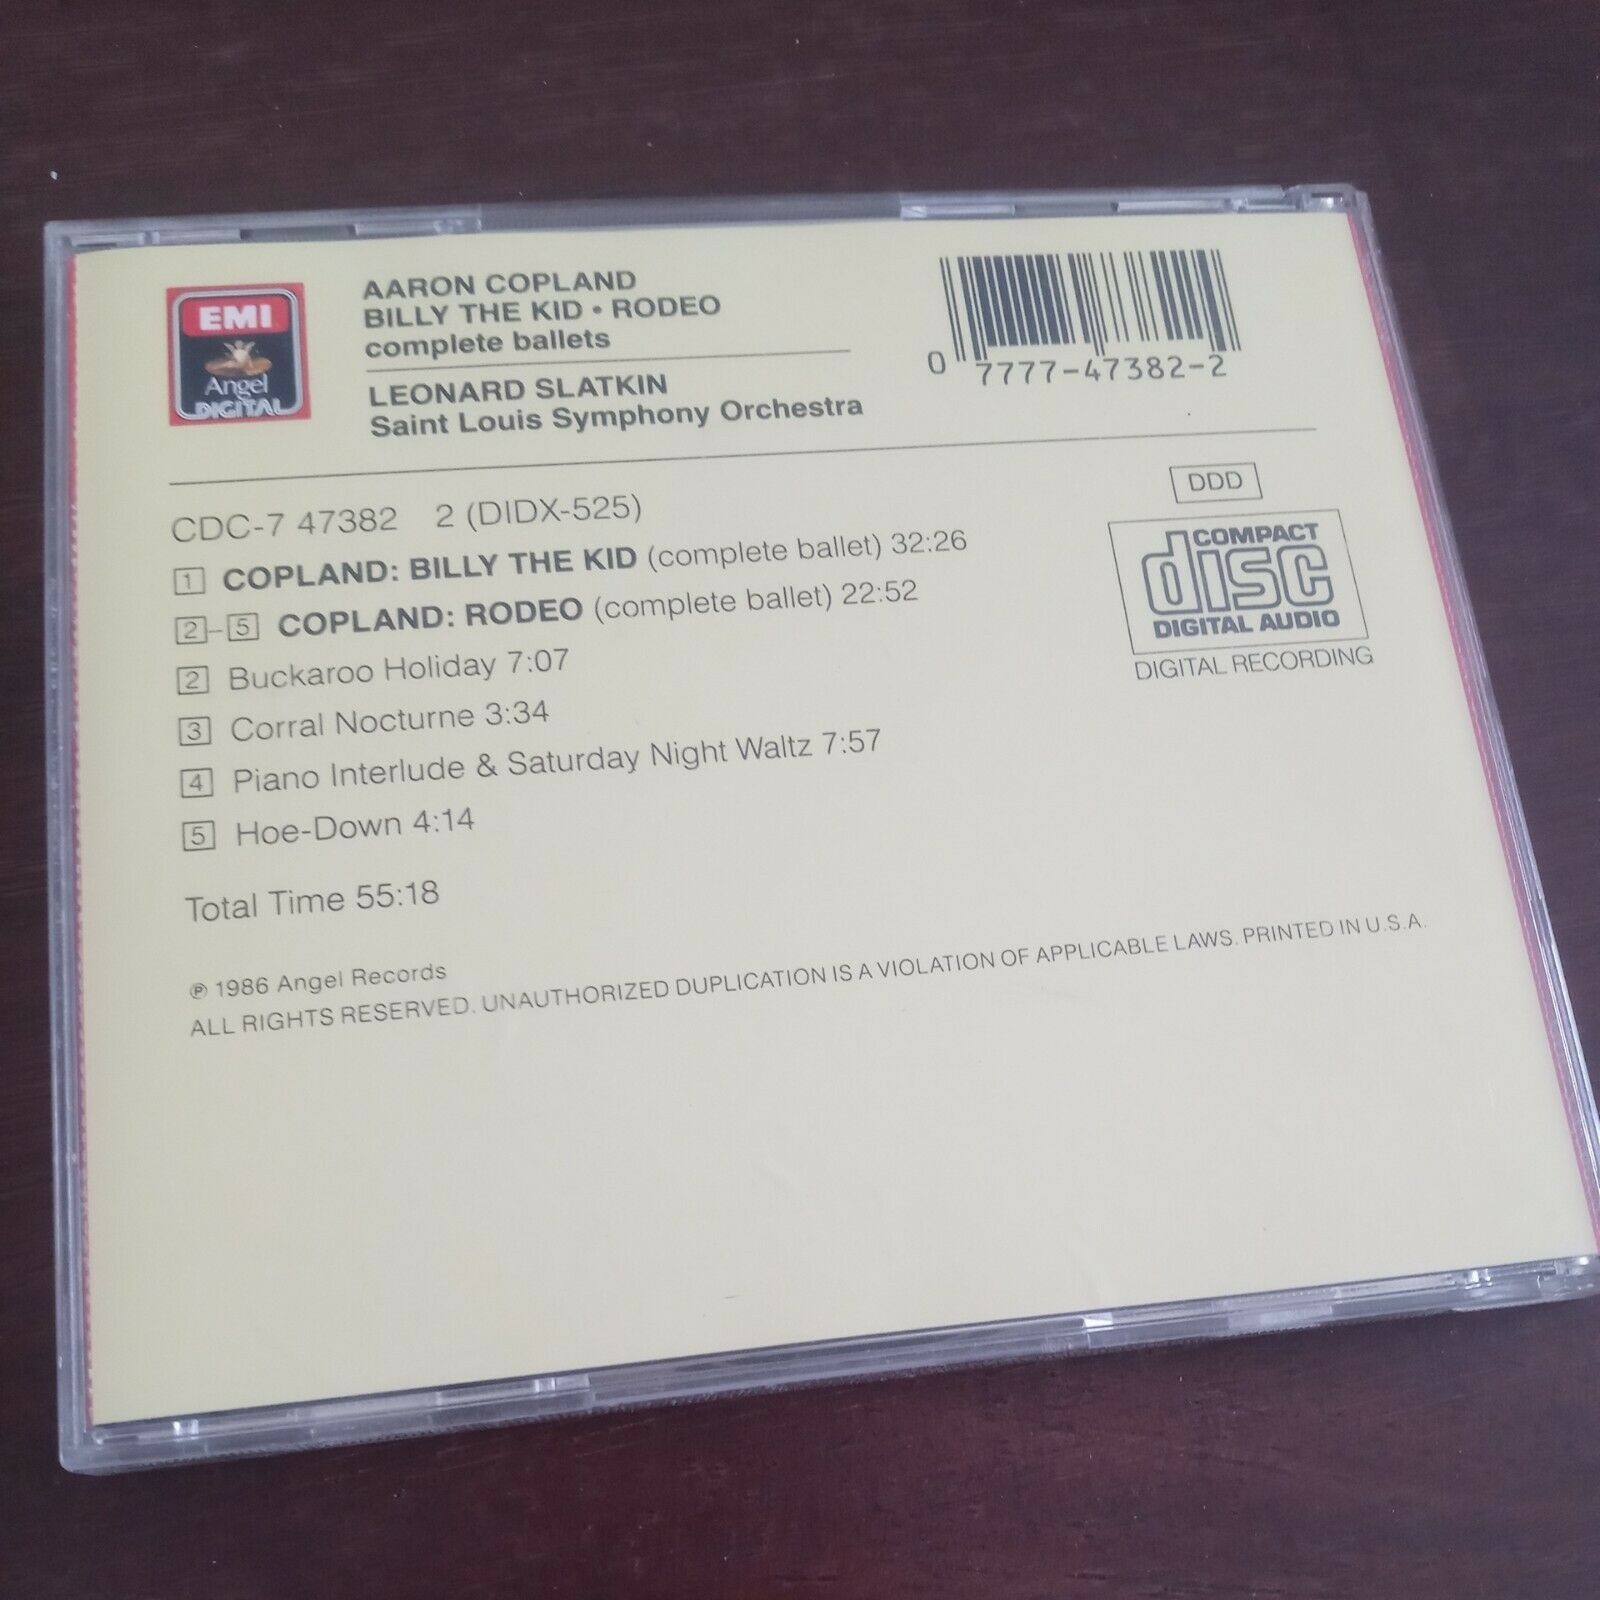 EMI
Angel
DIGITAL
AARON COPLAND
BILLY THE KID • RODEO
complete ballets
LEONARD SLATKIN
Saint Louis Symphony Orchestra
0 7777-47382-2
CDC-7 47382 2 (DIDX-525)
1 COPLAND: BILLY THE KID (complete ballet) 32:26
2–5 COPLAND: RODEO (complete ballet) 22:52
2 Buckaroo Holiday 7:07
3 Corral Nocturne 3:34
4 Piano Interlude & Saturday Night Waltz 7:57
5 Hoe-Down 4:14
Total Time 55:18
DDD
COMPACT
disc
DIGITAL AUDIO
DIGITAL RECORDING
℗ 1986 Angel Records
ALL RIGHTS RESERVED. UNAUTHORIZED DUPLICATION IS A VIOLATION OF APPLICABLE LAWS. PRINTED IN U.S.A.